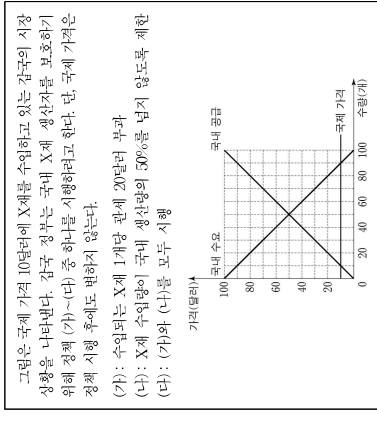 그림은 국제 가격 10달러에 X재를 수입하고 있는 갑국의 시장
상황을 나타낸다. 갑국 정부는 국내 X재 생산자를 보호하기
위해 정책 (가)~(다) 중 하나를 시행하려고 한다. 단, 국제 가격은
정책 시행 후에도 변하지 않는다.
(가) : 수입되는 X재 1개당 관세 20달러 부과
(나) : X재 수입량이 국내 생산량의 50%를 넘지 않도록 제한
(다) : (가)와 (나)를 모두 시행
가격(달러)
국내 수요
국내 공급
100
80
60
40
20
국제 가격
0 20 40 60 80 100
수량(개)